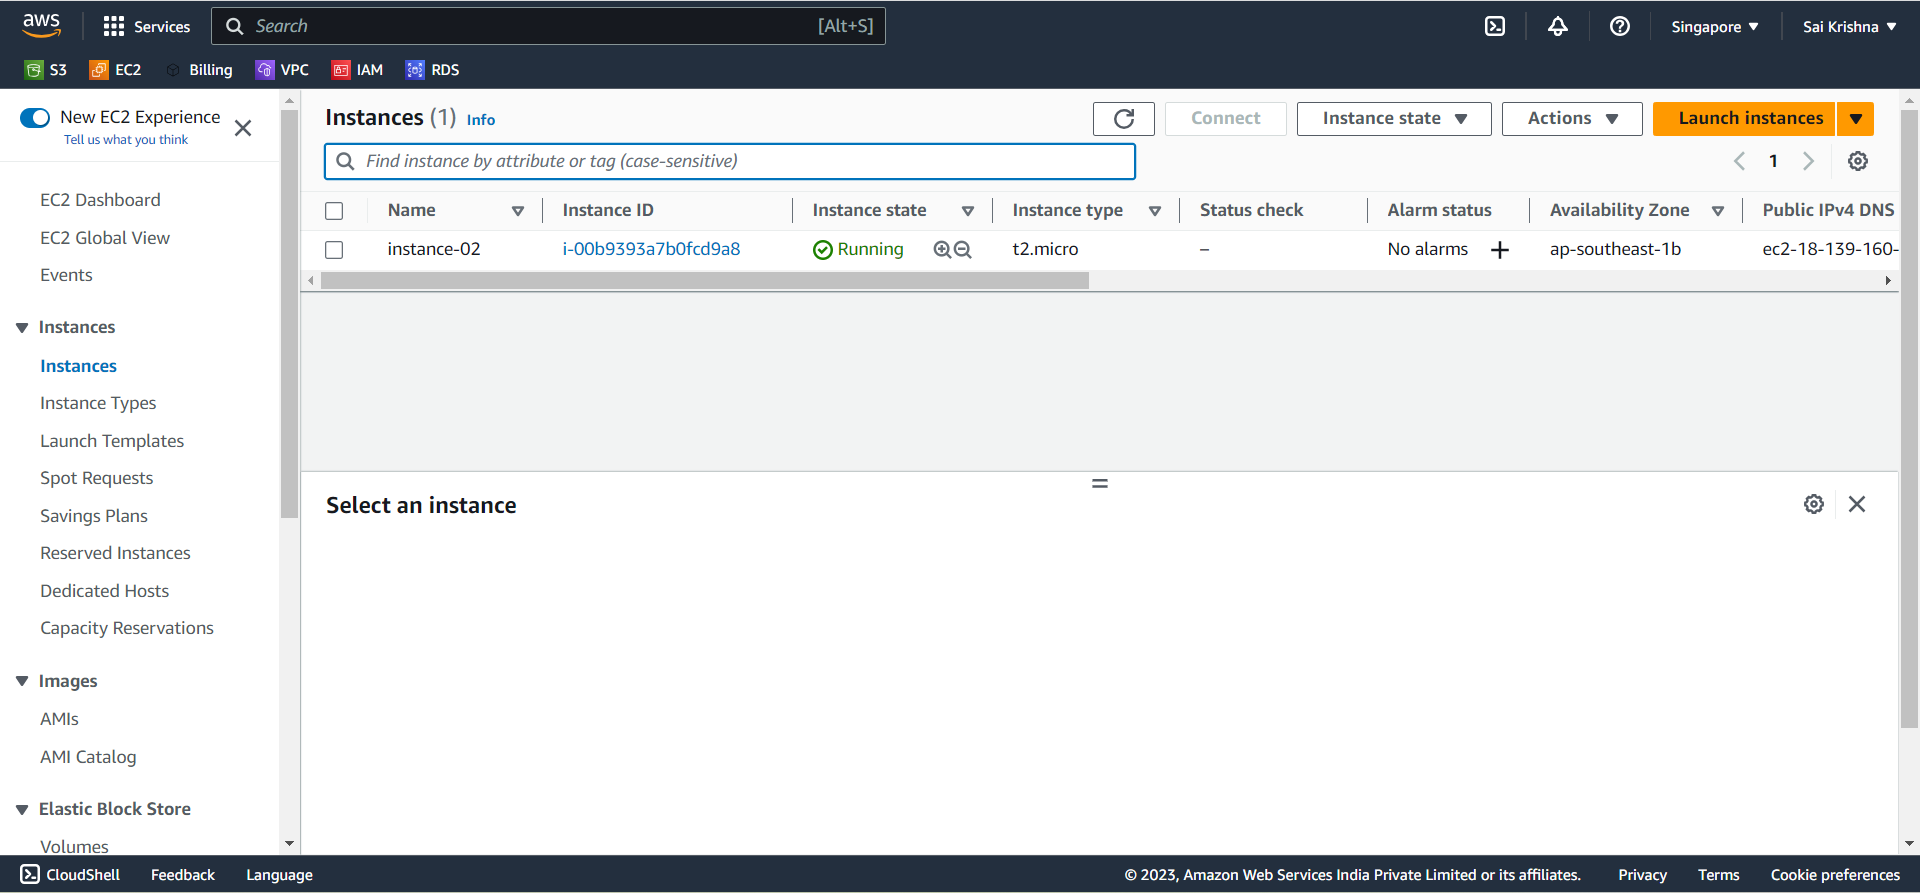 aws
Services
Search [Alt+S]
Singapore ▼
Sai Krishna ▼
S3
EC2
Billing
VPC
IAM
RDS
New EC2 Experience
Tell us what you think
EC2 Dashboard
EC2 Global View
Events
Instances
Instances
Instance Types
Launch Templates
Spot Requests
Savings Plans
Reserved Instances
Dedicated Hosts
Capacity Reservations
Images
AMIs
AMI Catalog
Elastic Block Store
Volumes
Instances (1) Info
Connect
Instance state
Actions
Launch instances
Find instance by attribute or tag (case-sensitive)
1
Name Instance ID Instance state Instance type Status check Alarm status Availability Zone Public IPv4 DNS
instance-02 i-00b9393a7b0fcd9a8 Running t2.micro – No alarms + ap-southeast-1b ec2-18-139-160-
Select an instance
CloudShell Feedback Language © 2023, Amazon Web Services India Private Limited or its affiliates. Privacy Terms Cookie preferences